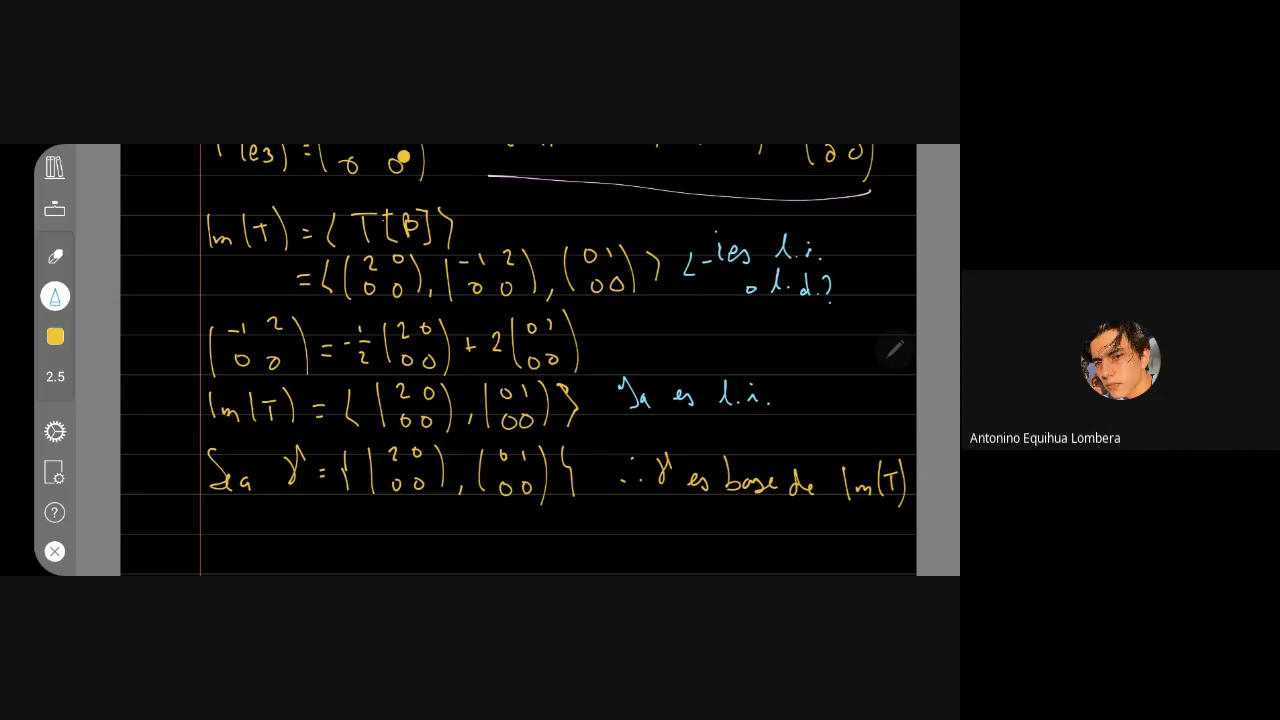 T(e3) = (0 0)
(0 0)
Im(T) = ⟨ T[β] ⟩
= ⟨ (2 0; 0 0), (-1 2; 0 0), (0 1; 0 0) ⟩ <- ¿es l.i.
o l.d.?
(-1 2; 0 0) = -1/2 (2 0; 0 0) + 2 (0 1; 0 0)
Im(T) = ⟨ (2 0; 0 0), (0 1; 0 0) ⟩ Ya es l.i.
Sea γ = { (2 0; 0 0), (0 1; 0 0) } ∴ γ es base de Im(T)
2.5
Antonino Equihua Lombera